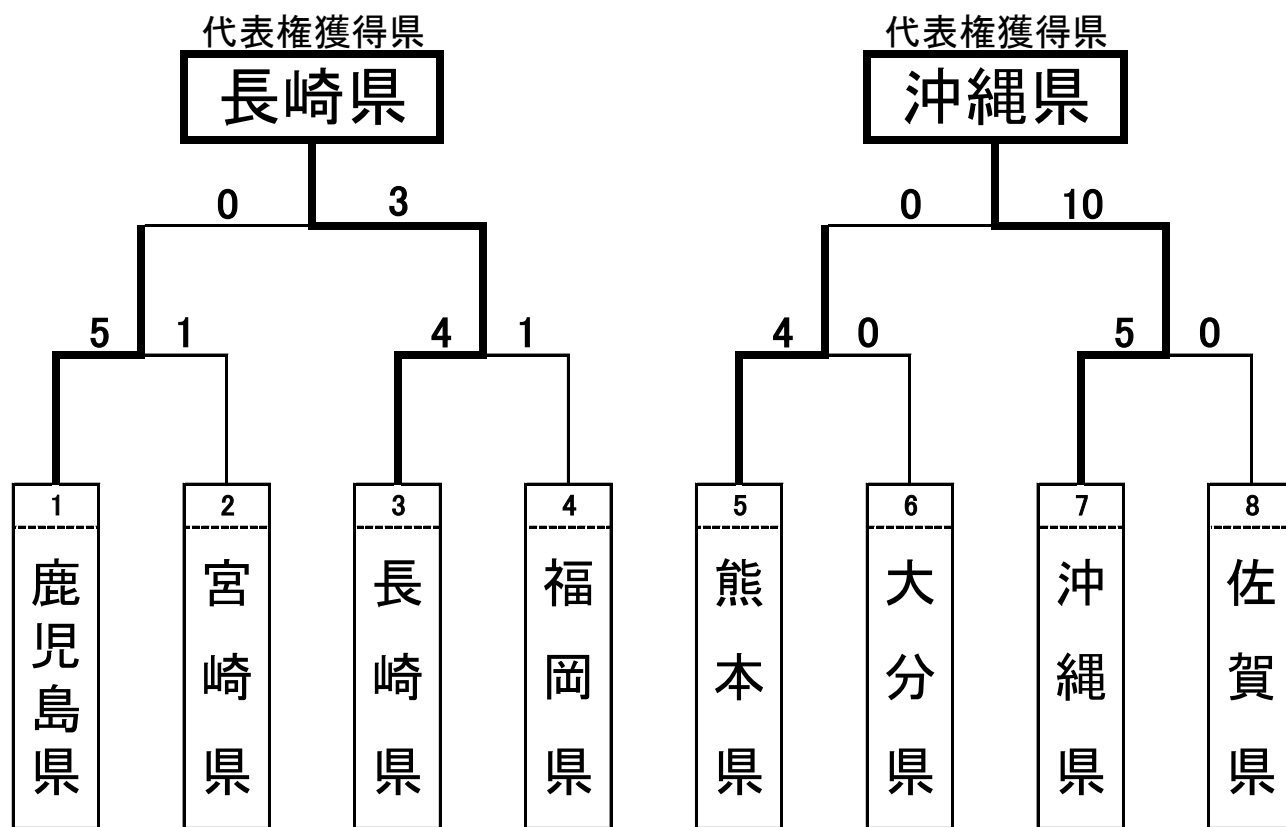 代表権獲得県 代表権獲得県
長崎県 沖縄県
0 3 0 10
5 1 4 1 4 0 5 0
1 2 3 4 5 6 7 8
鹿児島県
宮崎県
長崎県
福岡県
熊本県
大分県
沖縄県
佐賀県